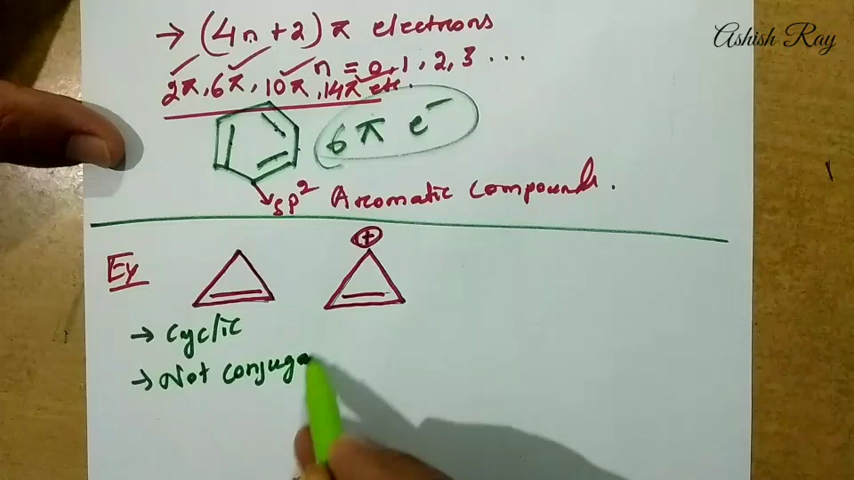 Ashish Ray
→ (4n+2)π electrons
n = 0, 1, 2, 3 ...
2π, 6π, 10π, 14π etc.
6π e⁻
sp² Aromatic Compounds.
Ex
+
→ Cyclic
→ Not conjuga